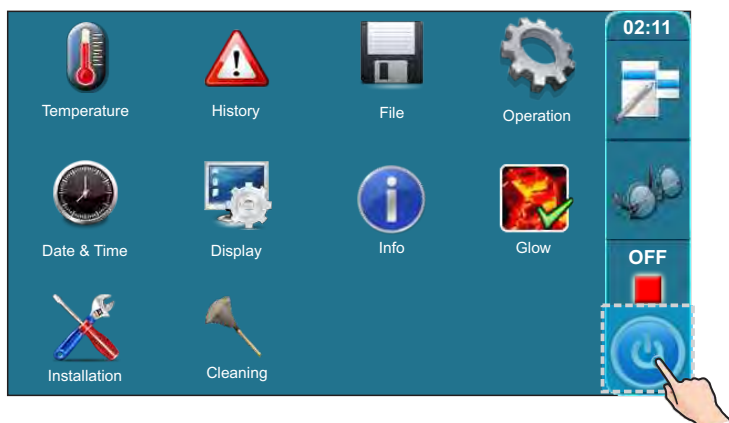 02:11
Temperature
History
File
Operation
Date & Time
Display
Info
Glow
OFF
Installation
Cleaning